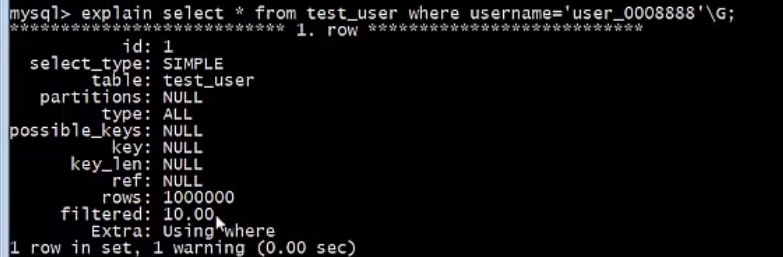 mysql> explain select * from test_user where username='user_0008888'\G;
*************************** 1. row ***************************
id: 1
select_type: SIMPLE
table: test_user
partitions: NULL
type: ALL
possible_keys: NULL
key: NULL
key_len: NULL
ref: NULL
rows: 1000000
filtered: 10.00
Extra: Using where
1 row in set, 1 warning (0.00 sec)